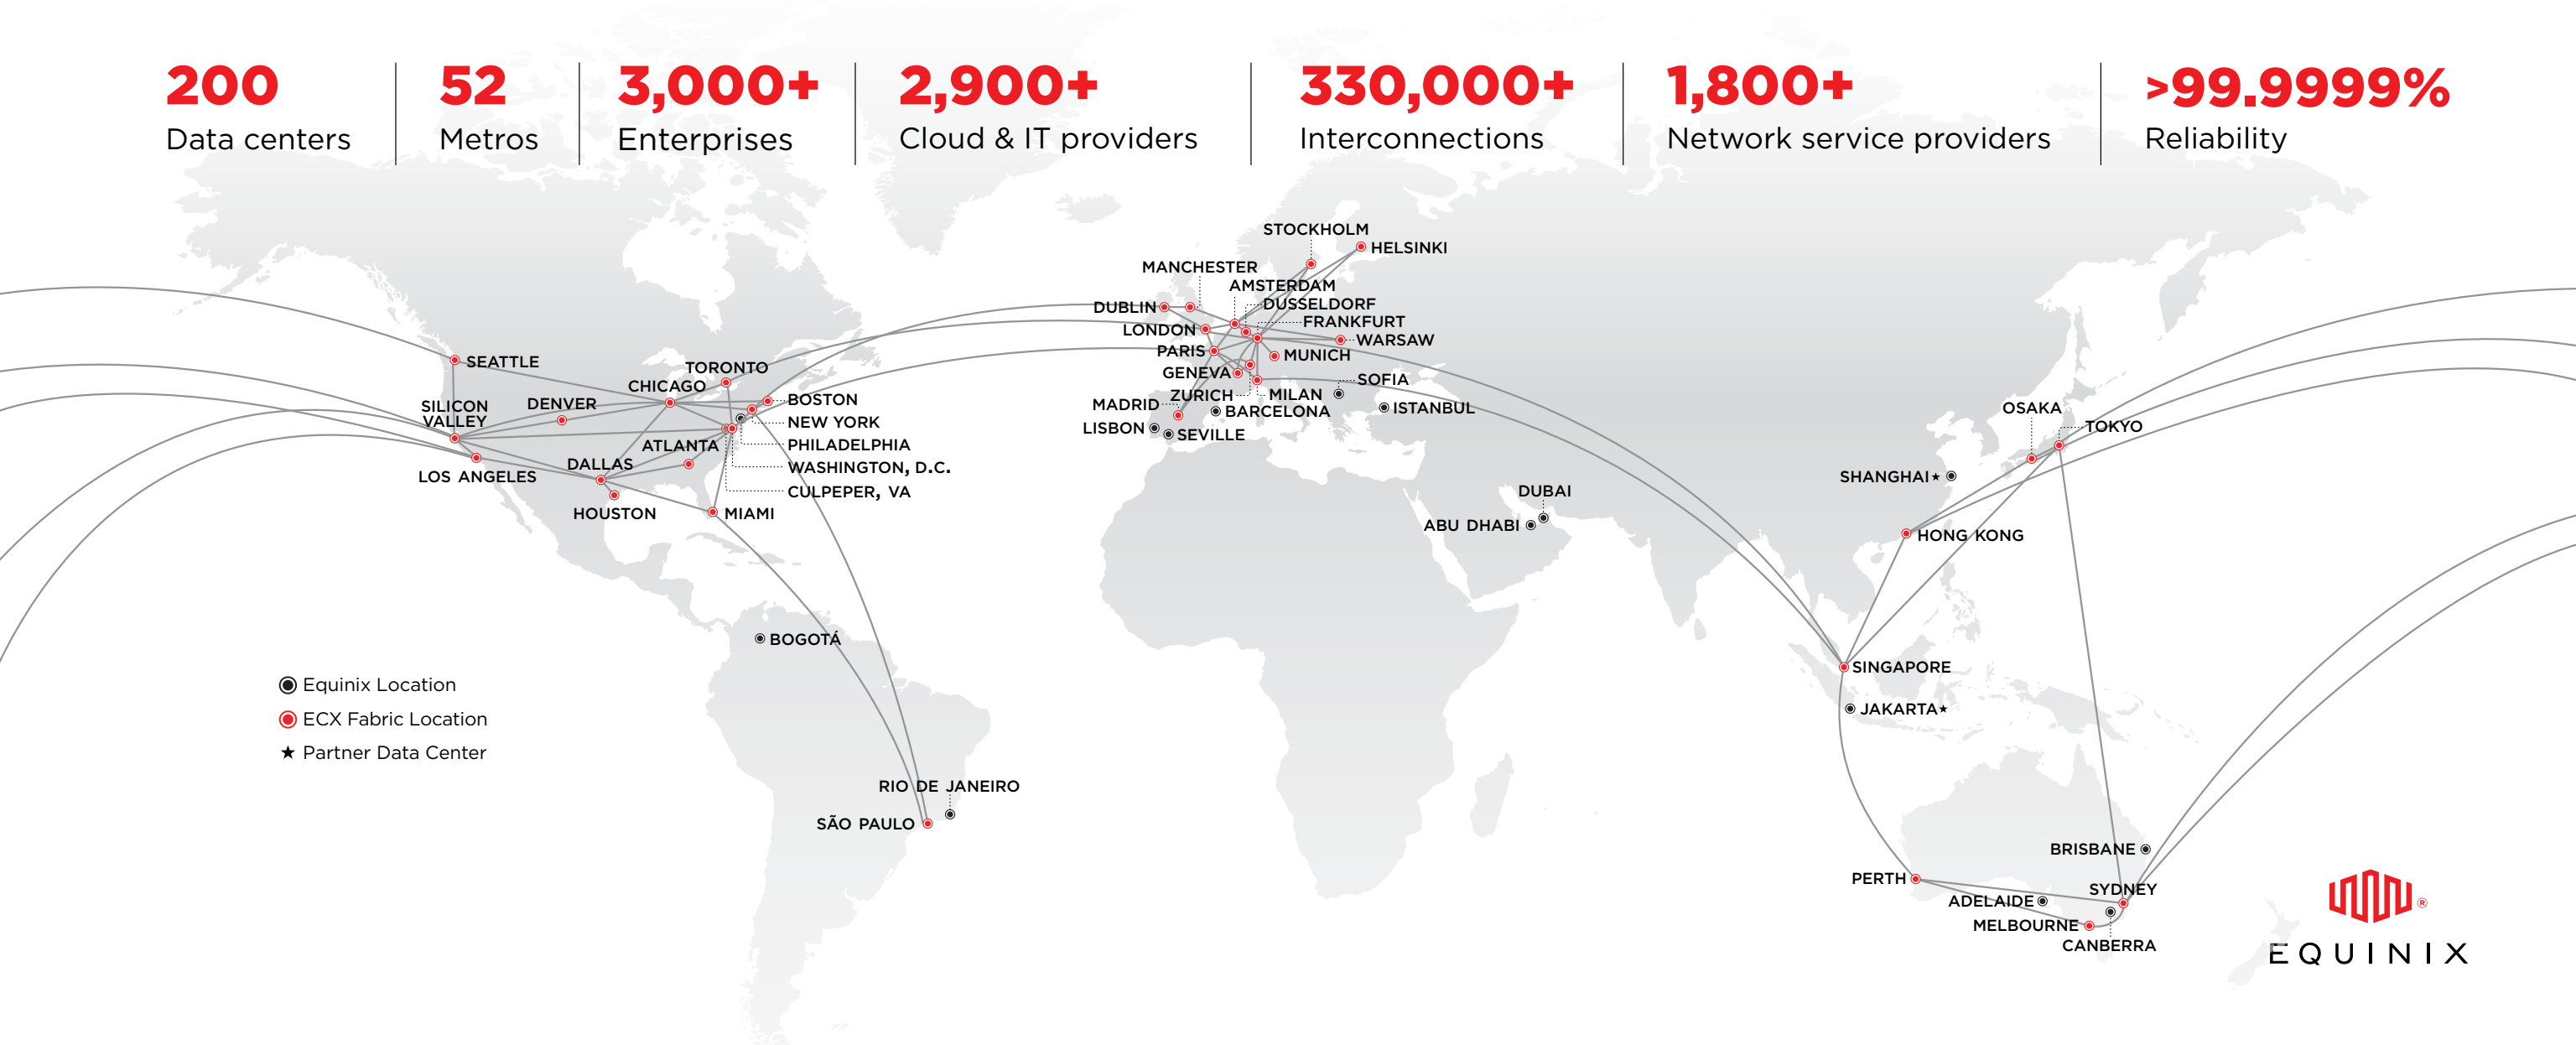 200
Data centers
52
Metros
3,000+
Enterprises
2,900+
Cloud & IT providers
330,000+
Interconnections
1,800+
Network service providers
>99.9999%
Reliability
SEATTLE
SILICON
VALLEY
LOS ANGELES
DENVER
CHICAGO
TORONTO
DALLAS
HOUSTON
ATLANTA
MIAMI
BOSTON
NEW YORK
PHILADELPHIA
WASHINGTON, D.C.
CULPEPER, VA
BOGOTÁ
RIO DE JANEIRO
SÃO PAULO
STOCKHOLM
HELSINKI
MANCHESTER
AMSTERDAM
DUBLIN
DUSSELDORF
LONDON
FRANKFURT
WARSAW
PARIS
MUNICH
GENEVA
SOFIA
ZURICH
MILAN
MADRID
BARCELONA
ISTANBUL
LISBON
SEVILLE
DUBAI
ABU DHABI
OSAKA
TOKYO
SHANGHAI★
HONG KONG
SINGAPORE
JAKARTA★
BRISBANE
PERTH
SYDNEY
ADELAIDE
MELBOURNE
CANBERRA
Equinix Location
ECX Fabric Location
★ Partner Data Center
®
EQUINIX